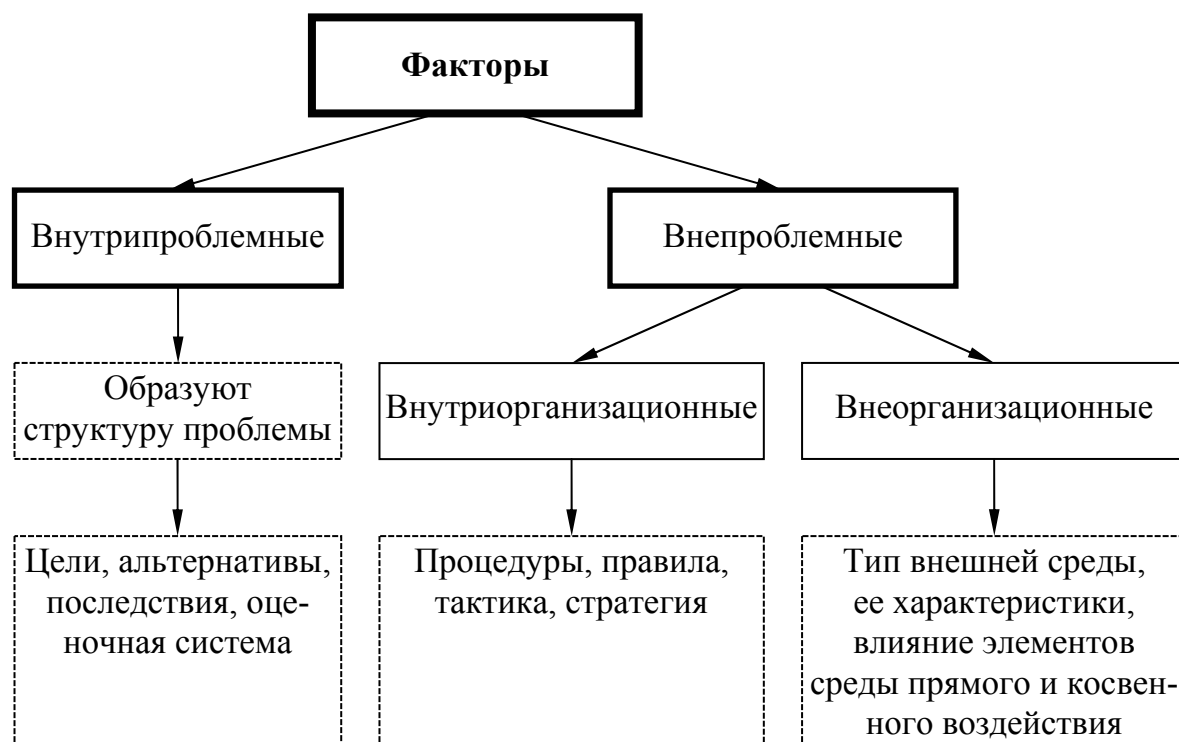 Факторы
Внутрипроблемные
Внепроблемные
Образуют
структуру проблемы
Внутриорганизационные
Внеорганизационные
Цели, альтернативы,
последствия, оце-
ночная система
Процедуры, правила,
тактика, стратегия
Тип внешней среды,
ее характеристики,
влияние элементов
среды прямого и косвен-
ного воздействия